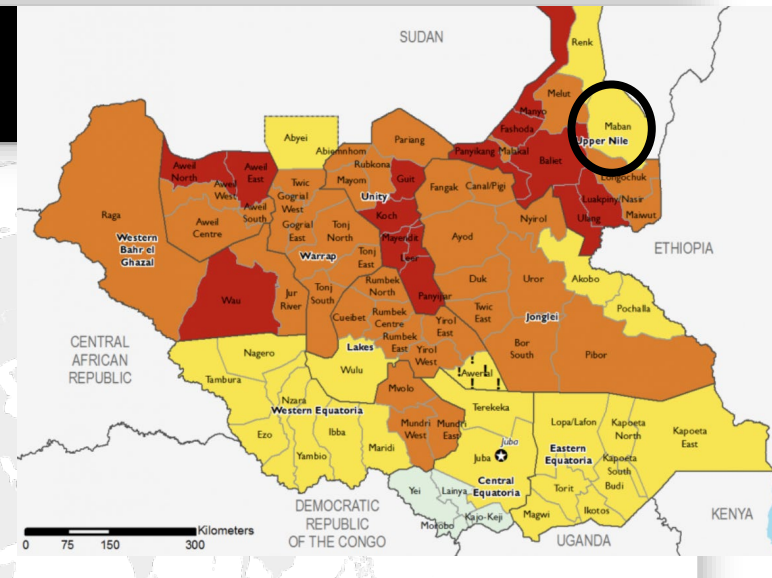 SUDAN
Renk
Melut
Manyo
Maban
Fashoda
Upper Nile
Abyei
Pariang
Panyikang
Malakal
Baliet
Abiemnhom
Rubkona
Aweil
North
Aweil
East
Aweil
West
Twic
Mayom
Guit
Fangak
Canal/Pigi
Longochuk
Unity
Luakpiny/Nasir
Gogrial
West
Koch
Nyirol
Ulang
Maiwut
Raga
Aweil
South
Aweil
Centre
Gogrial
East
Tonj
North
Mayendit
Ayod
Western
Bahr el
Ghazal
Warrap
Tonj
East
Leer
ETHIOPIA
Wau
Jur
River
Tonj
South
Rumbek
North
Panyijiar
Duk
Uror
Akobo
Pochalla
Cueibet
Rumbek
Centre
Yirol
East
Twic
East
Jonglei
CENTRAL
AFRICAN
REPUBLIC
Nagero
Lakes
Rumbek
East
Yirol
West
Bor
South
Pibor
Wulu
! Awerial !
! !
Tambura
Mvolo
Nzara
Western Equatoria
Terekeka
Ezo
Ibba
Mundri
West
Mundri
East
Lopa/Lafon
Kapoeta
North
Kapoeta
East
Yambio
Maridi
Juba
Juba
Eastern
Equatoria
Kapoeta
South
Yei
Lainya
Central
Equatoria
Torit
Budi
DEMOCRATIC
REPUBLIC
OF THE CONGO
Morobo
Kajo-Keji
Magwi
Ikotos
KENYA
UGANDA
Kilometers
0 75 150 300